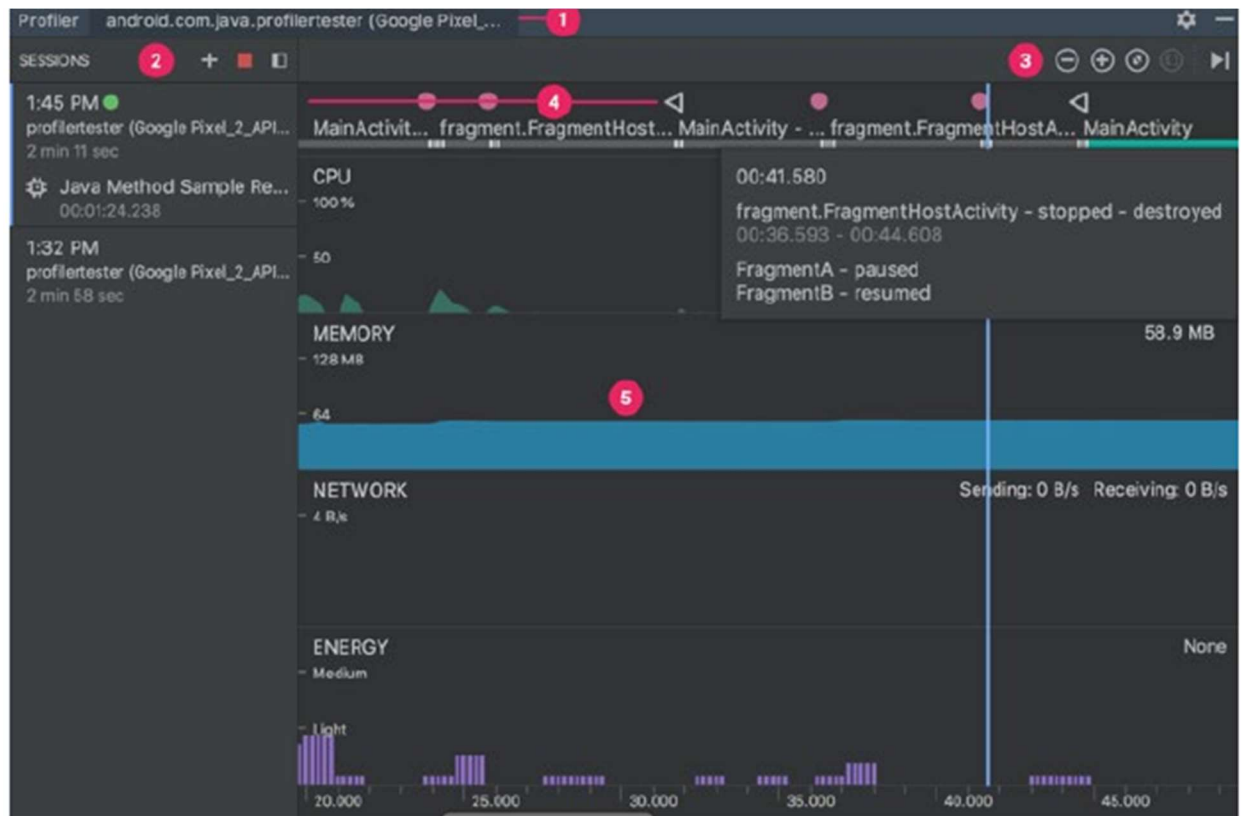 Profiler android.com.java.profilertester (Google Pixel_... 1
SESSIONS 2 3
1:45 PM
profilertester (Google Pixel_2_API...
2 min 11 sec
Java Method Sample Re...
00:01:24.238
1:32 PM
profilertester (Google Pixel_2_API...
2 min 58 sec
4
MainActivit... fragment.FragmentHost... MainActivity - ... fragment.FragmentHostA... MainActivity
CPU
100 %
50
00:41.580
fragment.FragmentHostActivity - stopped - destroyed
00:36.593 - 00:44.608
FragmentA - paused
FragmentB - resumed
MEMORY 58.9 MB
128 MB
5
64
NETWORK Sending: 0 B/s Receiving: 0 B/s
4 B/s
ENERGY None
Medium
Light
20.000 25.000 30.000 35.000 40.000 45.000